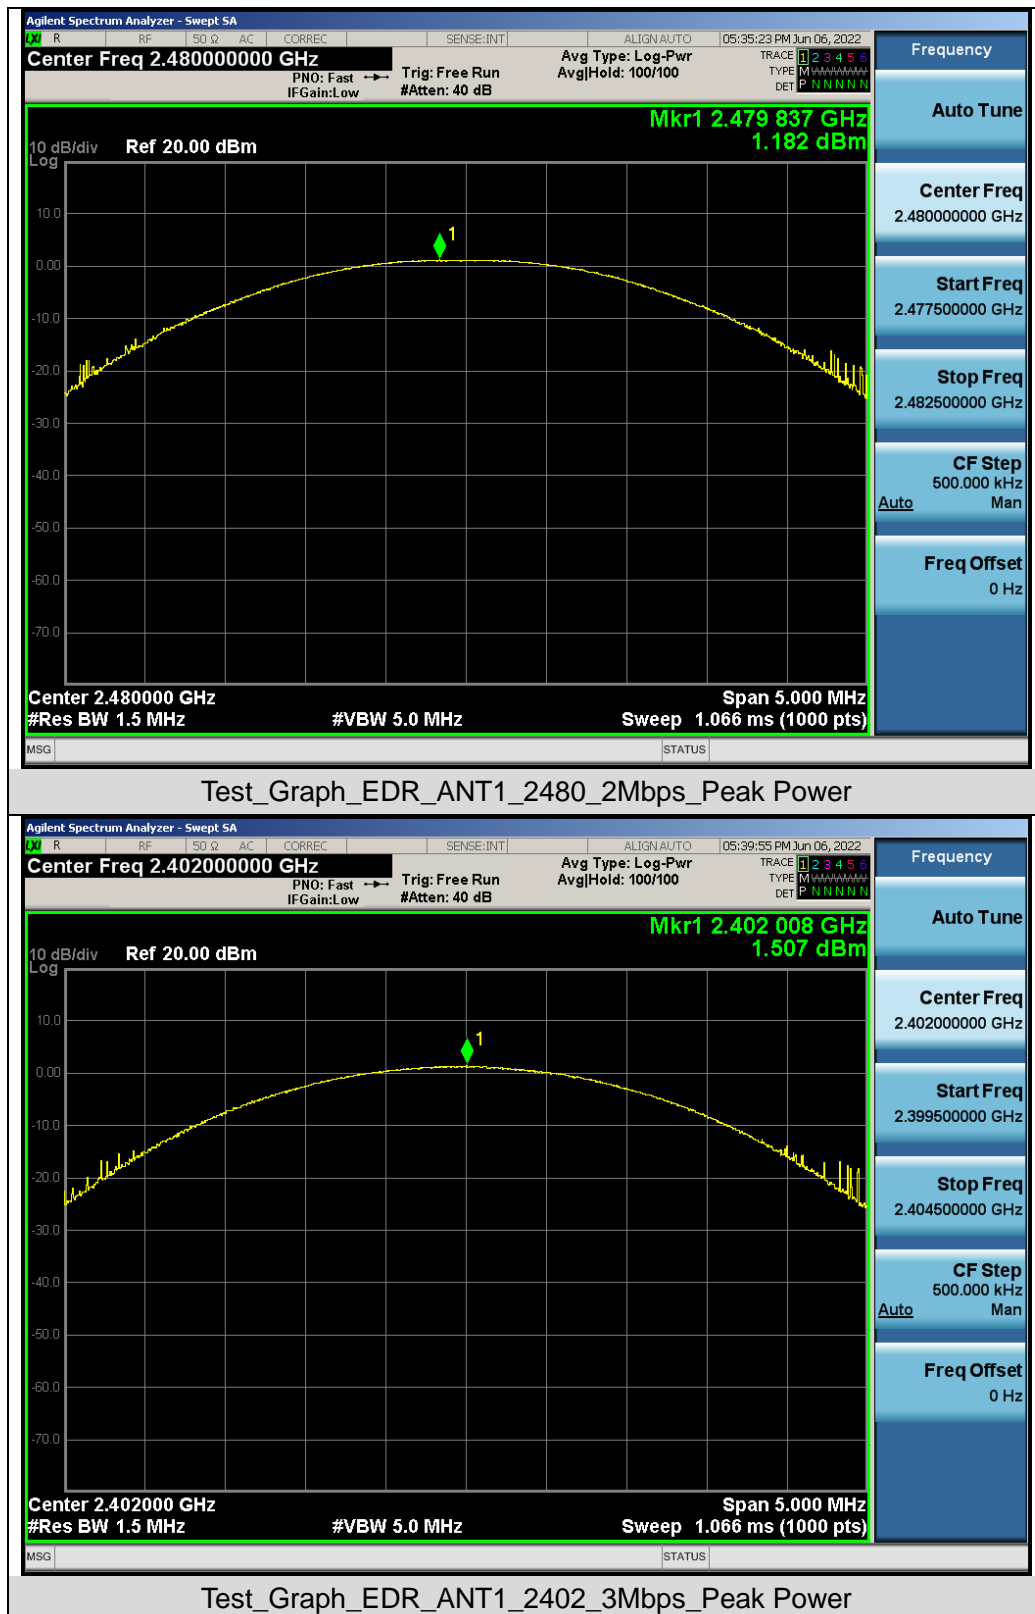 Agilent Spectrum Analyzer - Swept SA
LXI R RF 50 Ω AC CORREC SENSE:INT ALIGN AUTO 05:35:23 PM Jun 06, 2022
Center Freq 2.480000000 GHz
PNO: Fast
IFGain:Low
Trig: Free Run
#Atten: 40 dB
Avg Type: Log-Pwr
Avg|Hold: 100/100
TRACE 1 2 3 4 5 6
TYPE M WWWWW
DET P N N N N N
Frequency
Auto Tune
Center Freq
2.480000000 GHz
Start Freq
2.477500000 GHz
Stop Freq
2.482500000 GHz
CF Step
500.000 kHz
Auto Man
Freq Offset
0 Hz
Mkr1 2.479 837 GHz
1.182 dBm
10 dB/div Ref 20.00 dBm
Log
1
10.0
0.00
-10.0
-20.0
-30.0
-40.0
-50.0
-60.0
-70.0
Center 2.480000 GHz Span 5.000 MHz
#Res BW 1.5 MHz #VBW 5.0 MHz Sweep 1.066 ms (1000 pts)
MSG STATUS
Test_Graph_EDR_ANT1_2480_2Mbps_Peak Power
Agilent Spectrum Analyzer - Swept SA
LXI R RF 50 Ω AC CORREC SENSE:INT ALIGN AUTO 05:39:55 PM Jun 06, 2022
Center Freq 2.402000000 GHz
PNO: Fast
IFGain:Low
Trig: Free Run
#Atten: 40 dB
Avg Type: Log-Pwr
Avg|Hold: 100/100
TRACE 1 2 3 4 5 6
TYPE M WWWWW
DET P N N N N N
Frequency
Auto Tune
Center Freq
2.402000000 GHz
Start Freq
2.399500000 GHz
Stop Freq
2.404500000 GHz
CF Step
500.000 kHz
Auto Man
Freq Offset
0 Hz
Mkr1 2.402 008 GHz
1.507 dBm
10 dB/div Ref 20.00 dBm
Log
1
10.0
0.00
-10.0
-20.0
-30.0
-40.0
-50.0
-60.0
-70.0
Center 2.402000 GHz Span 5.000 MHz
#Res BW 1.5 MHz #VBW 5.0 MHz Sweep 1.066 ms (1000 pts)
MSG STATUS
Test_Graph_EDR_ANT1_2402_3Mbps_Peak Power